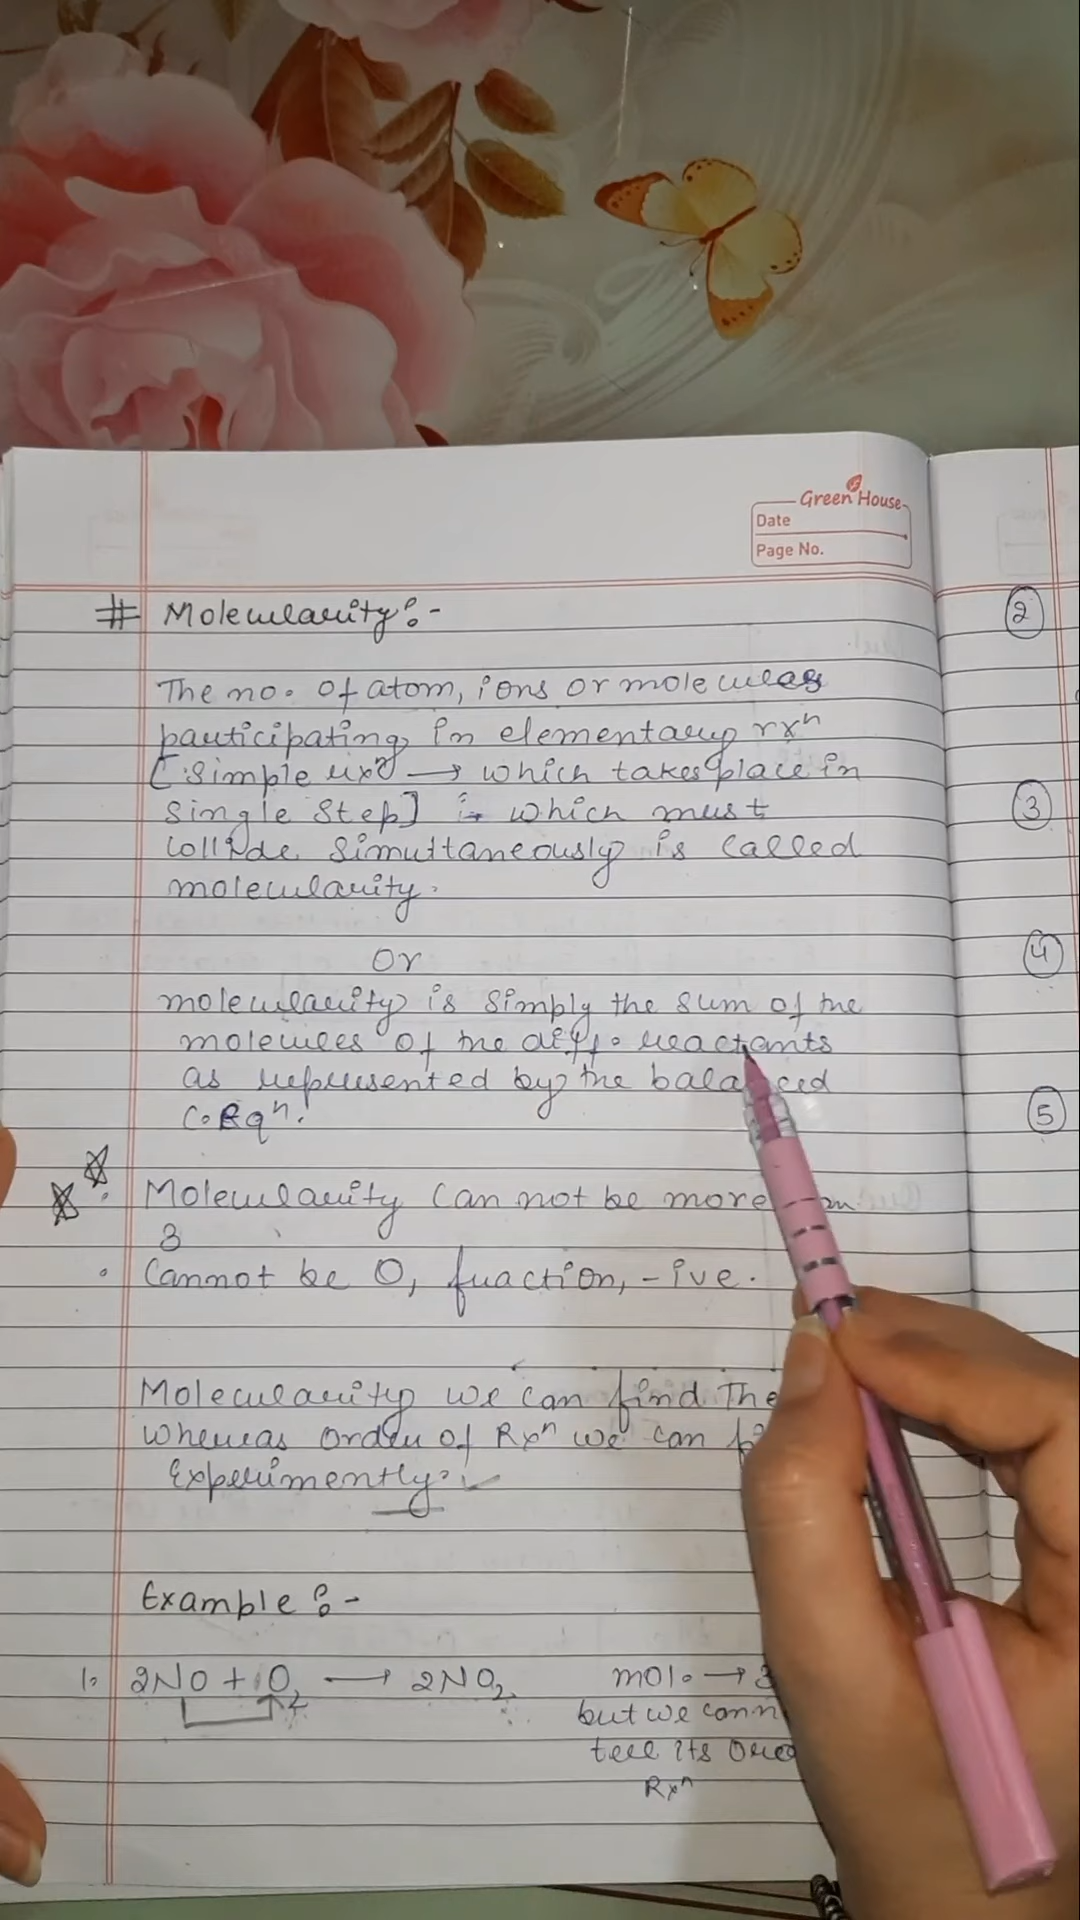 Green House
Date
Page No.
# Molecularity :-
The no. of atom, ions or molecules
participating in elementary rxn
[ simple rxn → which takes place in
single step] which must
collide simulttaneously is called
molecularity.
Or
molecularity is simply the sum of the
molecules of the diff. reactants
as represented by the balanced
C. Eqn.
Molecularity can not be more
3
Cannot be 0, fraction, -ive.
Molecularity we can find The
whereas order of Rxn we can
Experimently.
Example :-
1. 2NO + O2 → 2NO2
mol. → 3
but we cann
tell its
Rxn
2
3
4
5